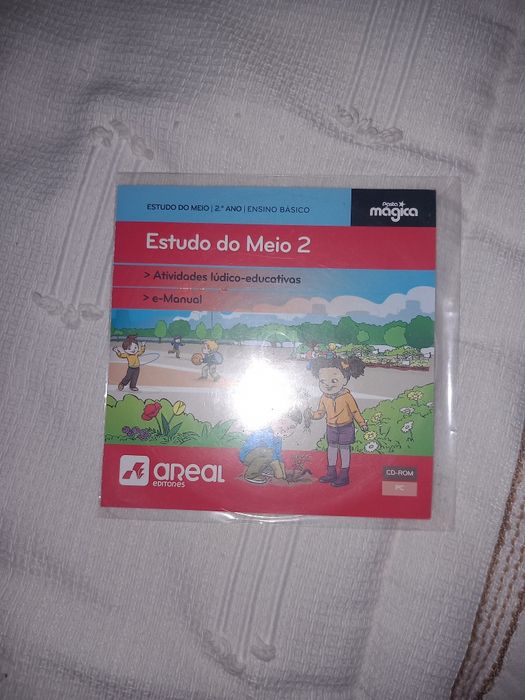 ESTUDO DO MEIO | 2.º ANO | ENSINO BÁSICO
Pasta
mágica
Estudo do Meio 2
> Atividades lúdico-educativas
> e-Manual
AREAL
EDITORES
CD-ROM
PC